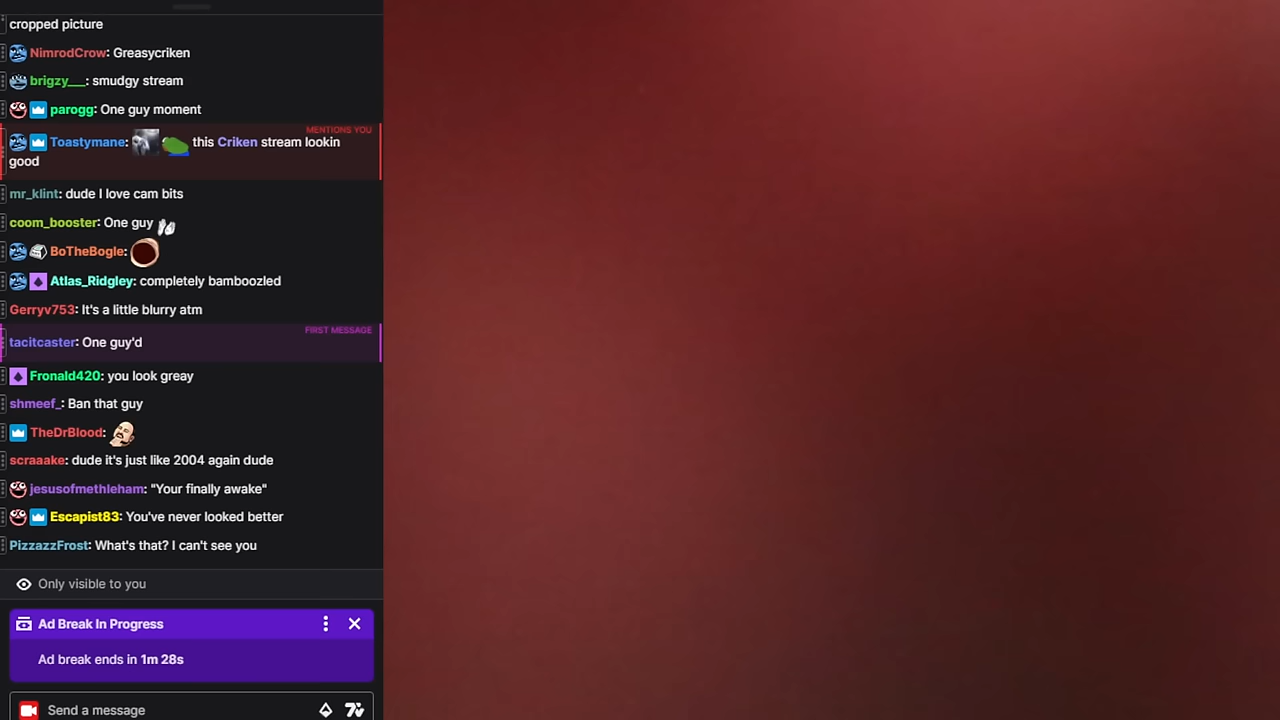 cropped picture
NimrodCrow: Greasycriken
brigzy___: smudgy stream
parogg: One guy moment
MENTIONS YOU
Toastymane: this Criken stream lookin
good
mr_klint: dude I love cam bits
coom_booster: One guy
BoTheBogle:
Atlas_Ridgley: completely bamboozled
Gerryv753: It's a little blurry atm
FIRST MESSAGE
tacitcaster: One guy'd
Fronald420: you look greay
shmeef_: Ban that guy
TheDrBlood:
scraaake: dude it's just like 2004 again dude
jesusofmethleham: "Your finally awake"
Escapist83: You've never looked better
PizzazzFrost: What's that? I can't see you
Only visible to you
Ad Break In Progress
Ad break ends in 1m 28s
Send a message